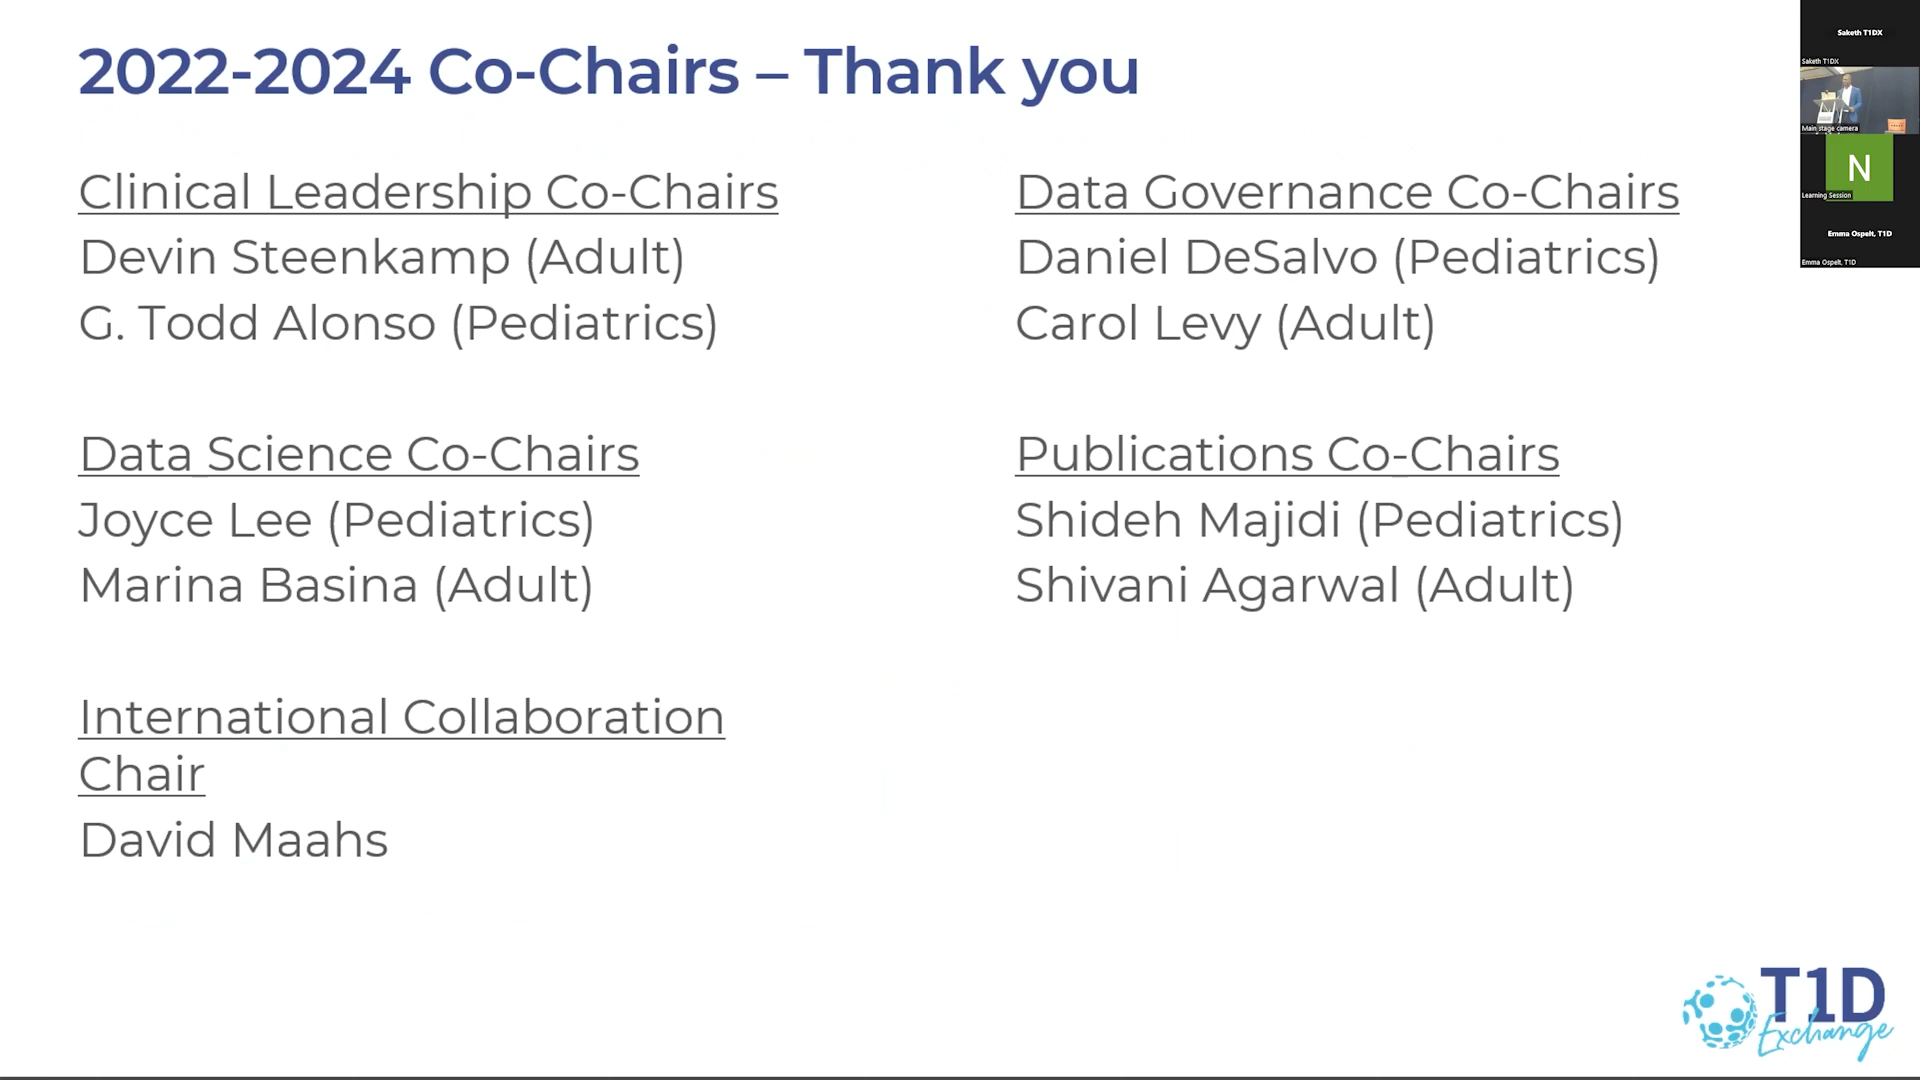 2022-2024 Co-Chairs – Thank you
Clinical Leadership Co-Chairs
Devin Steenkamp (Adult)
G. Todd Alonso (Pediatrics)
Data Science Co-Chairs
Joyce Lee (Pediatrics)
Marina Basina (Adult)
International Collaboration
Chair
David Maahs
Data Governance Co-Chairs
Daniel DeSalvo (Pediatrics)
Carol Levy (Adult)
Publications Co-Chairs
Shideh Majidi (Pediatrics)
Shivani Agarwal (Adult)
Saketh T1DX
Saketh T1DX
Main stage camera
N
Learning Session
Emma Ospelt, T1D
Emma Ospelt, T1D
T1D
Exchange